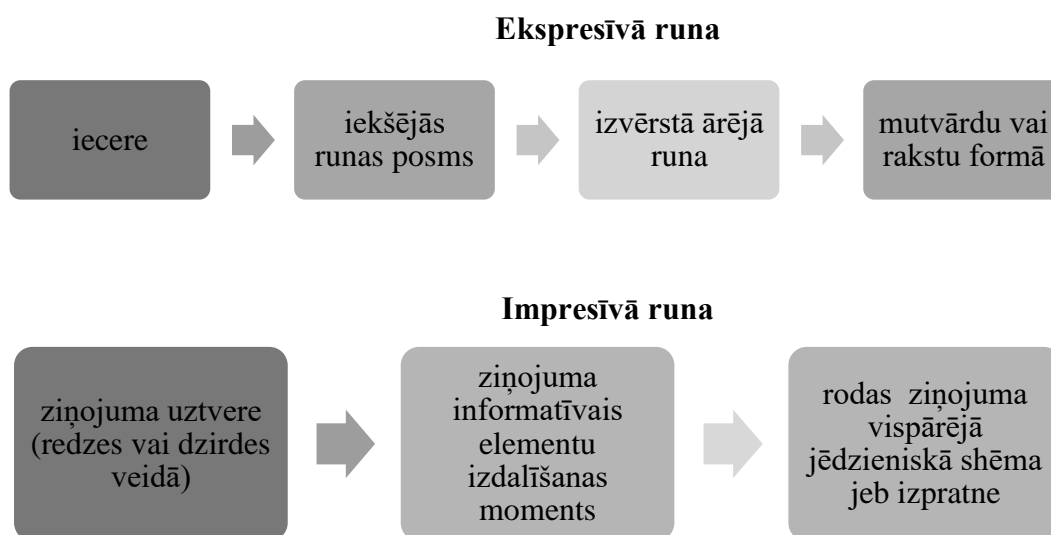 Ekspresīvā runa
iecere
iekšējās
runas posms
izvērstā ārējā
runa
mutvārdu vai
rakstu formā
Impresīvā runa
ziņojuma uztvere
(redzes vai dzirdes
veidā)
ziņojuma
informatīvais
elementu
izdalīšanas
moments
rodas ziņojuma
vispārējā
jēdzieniskā shēma
jeb izpratne